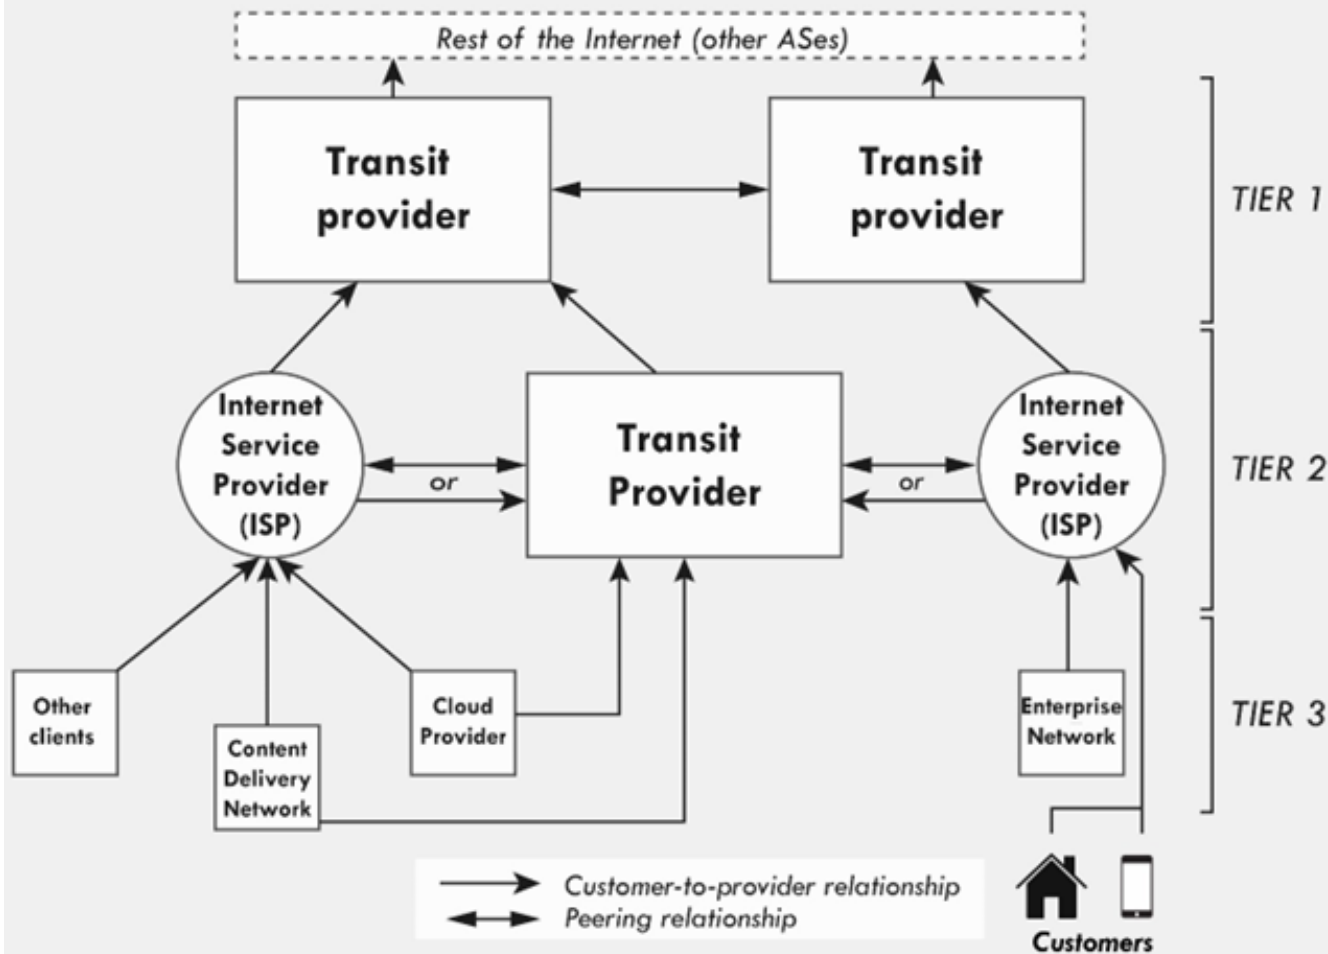 Rest of the Internet (other ASes)
Transit
provider
Transit
provider
TIER 1
Internet
Service
Provider
(ISP)
or
Transit
Provider
or
Internet
Service
Provider
(ISP)
TIER 2
Other
clients
Content
Delivery
Network
Cloud
Provider
Enterprise
Network
TIER 3
Customer-to-provider relationship
Peering relationship
Customers